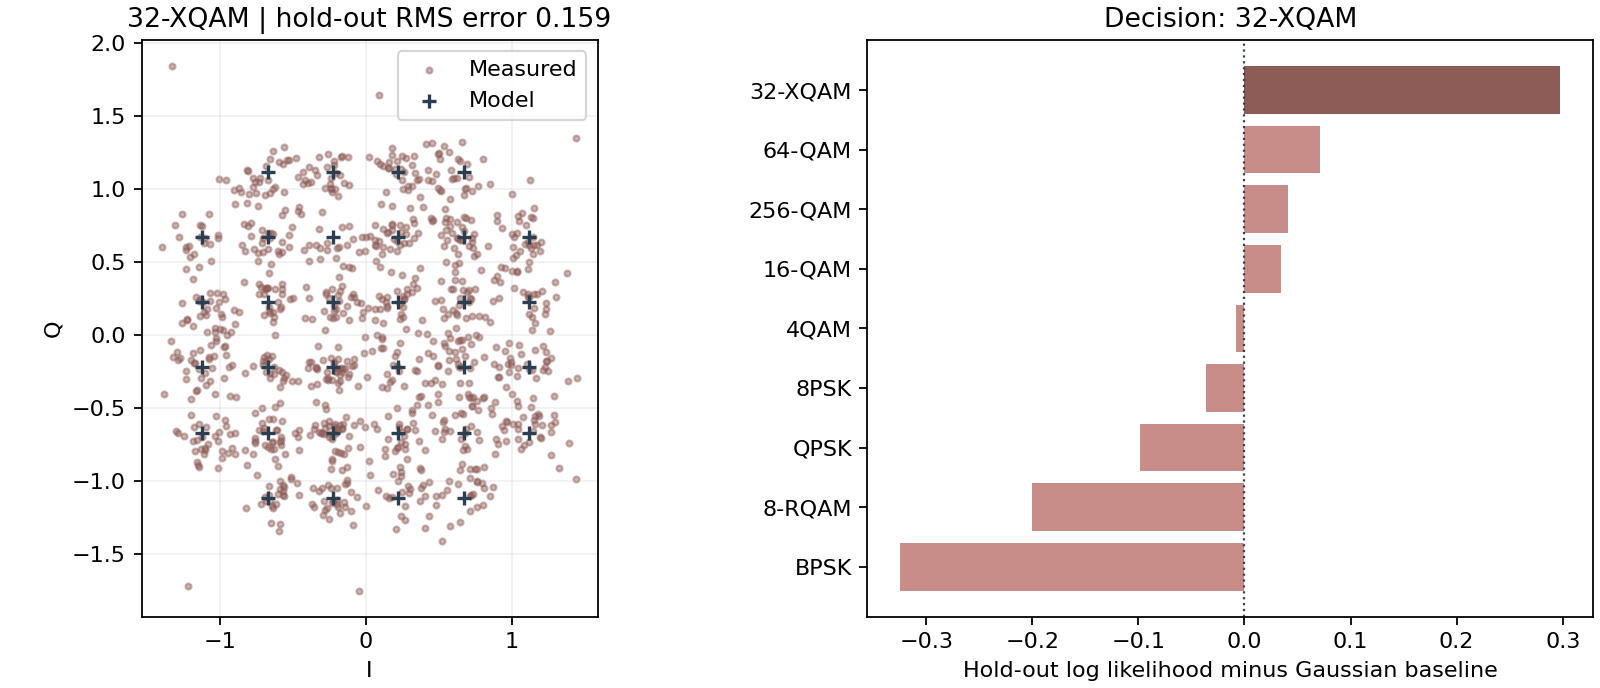 32-XQAM | hold-out RMS error 0.159
Measured
Model
2.0
1.5
1.0
0.5
0.0
−0.5
−1.0
−1.5
Q
−1
0
1
I
Decision: 32-XQAM
32-XQAM
64-QAM
256-QAM
16-QAM
4QAM
8PSK
QPSK
8-RQAM
BPSK
−0.3
−0.2
−0.1
0.0
0.1
0.2
0.3
Hold-out log likelihood minus Gaussian baseline